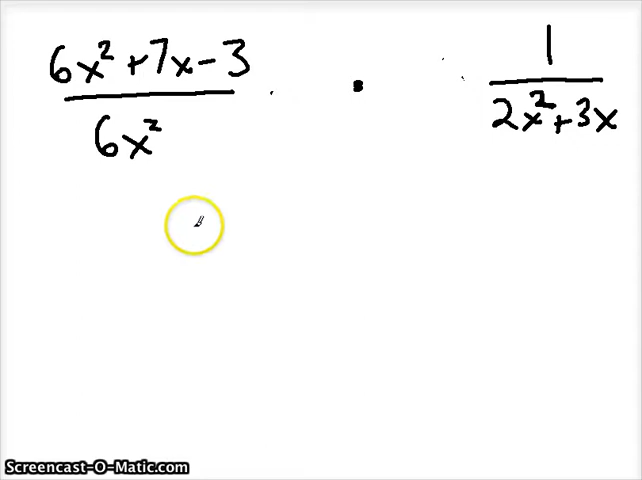 6x² + 7x - 3 · 1
6x² 2x² + 3x
Screencast-O-Matic.com